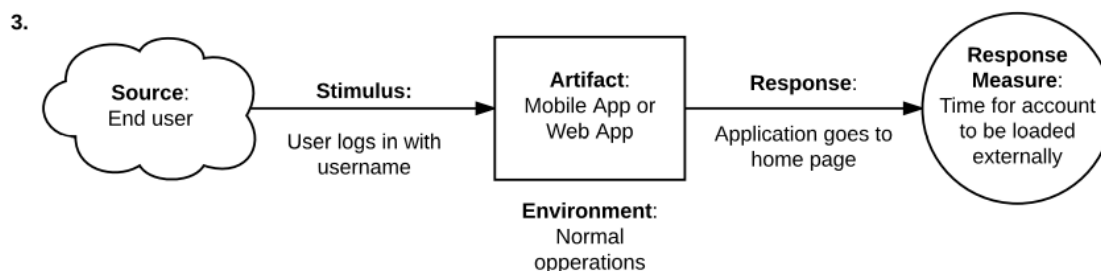 3.
Source:
End user
Stimulus:
User logs in with
username
Artifact:
Mobile App or
Web App
Environment:
Normal
opperations
Response:
Application goes to
home page
Response
Measure:
Time for account
to be loaded
externally